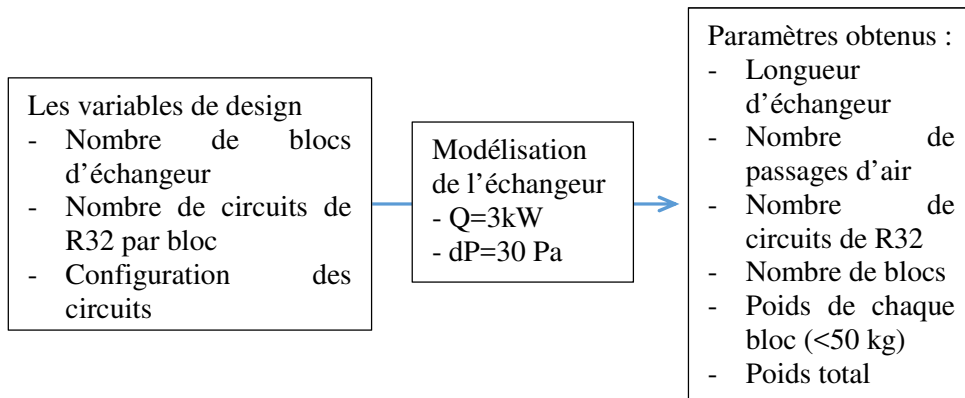 Les variables de design
- Nombre de blocs
d’échangeur
- Nombre de circuits de
R32 par bloc
- Configuration des
circuits
Modélisation
de l’échangeur
- Q=3kW
- dP=30 Pa
Paramètres obtenus :
- Longueur
d’échangeur
- Nombre de
passages d’air
- Nombre de
circuits de R32
- Nombre de blocs
- Poids de chaque
bloc (<50 kg)
- Poids total